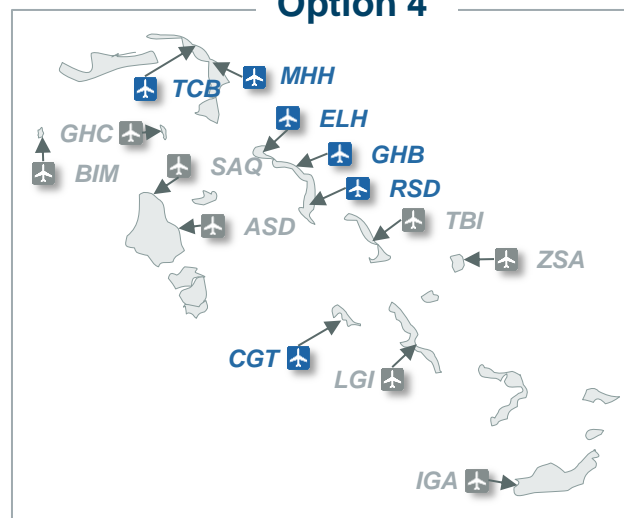 Option 4
MHH
TCB
ELH
GHC
GHB
SAQ
BIM
RSD
TBI
ASD
ZSA
CGT
LGI
IGA